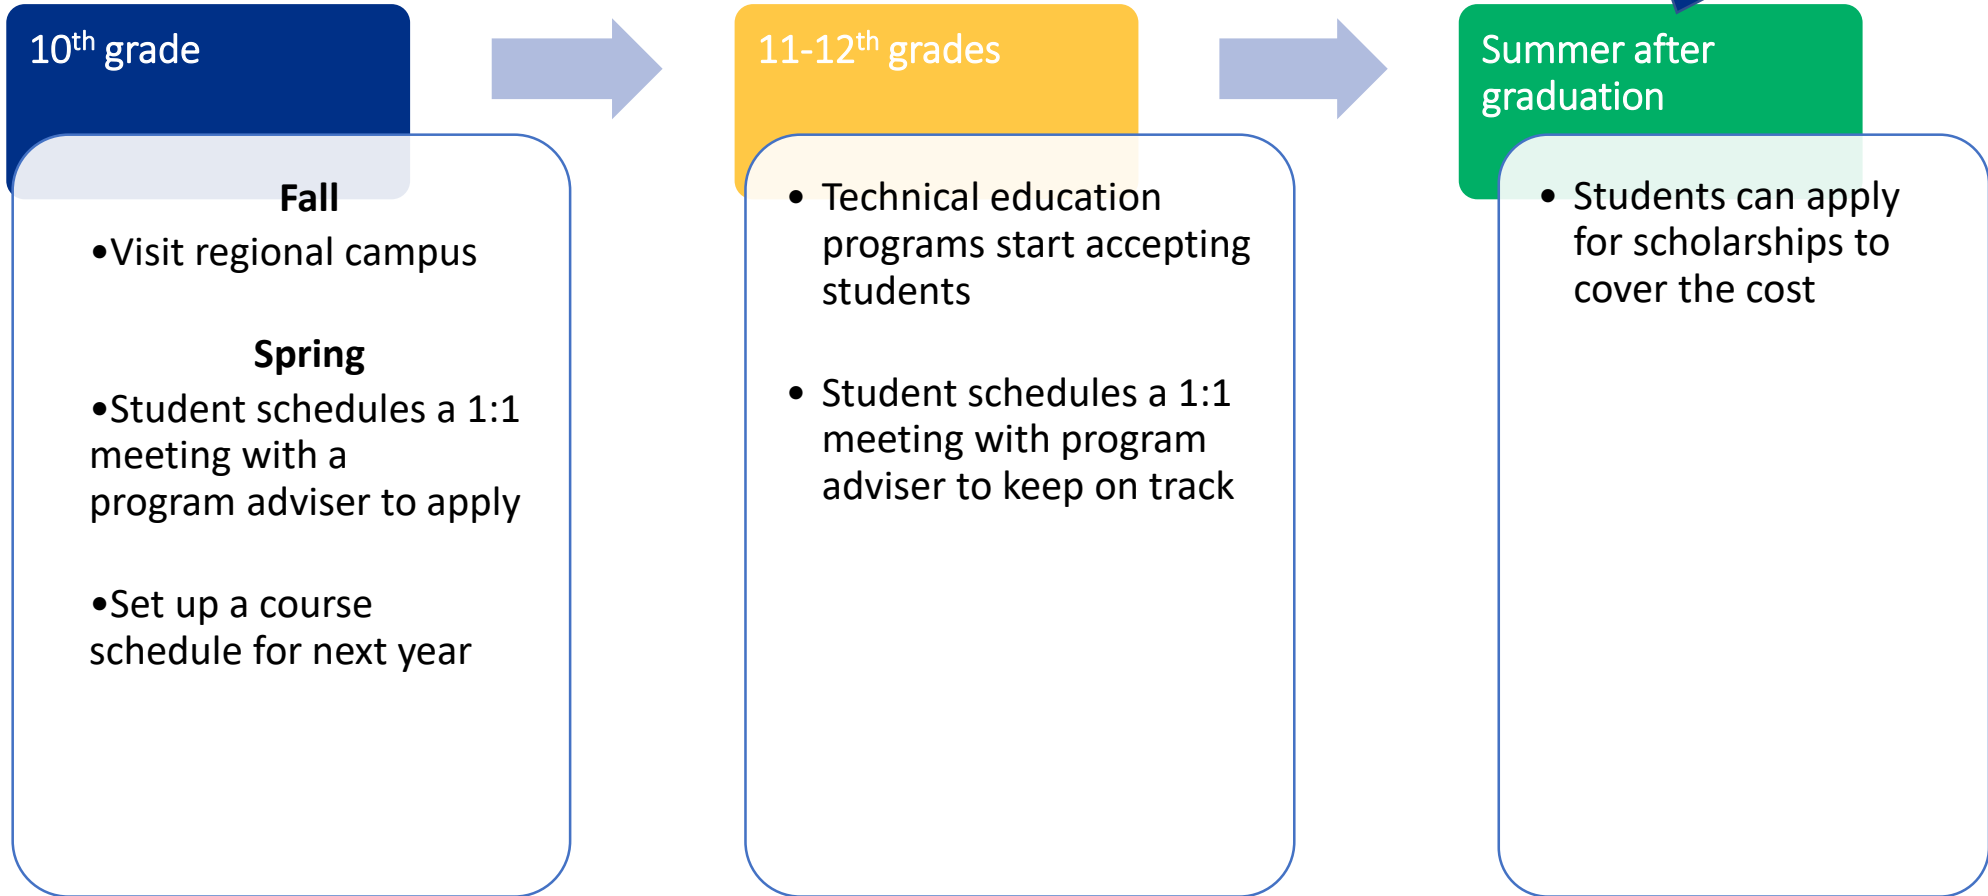 10th grade
Fall
•Visit regional campus
Spring
•Student schedules a 1:1
meeting with a
program adviser to apply
•Set up a course
schedule for next year
11-12th grades
• Technical education
programs start accepting
students
• Student schedules a 1:1
meeting with program
adviser to keep on track
Summer after
graduation
• Students can apply
for scholarships to
cover the cost